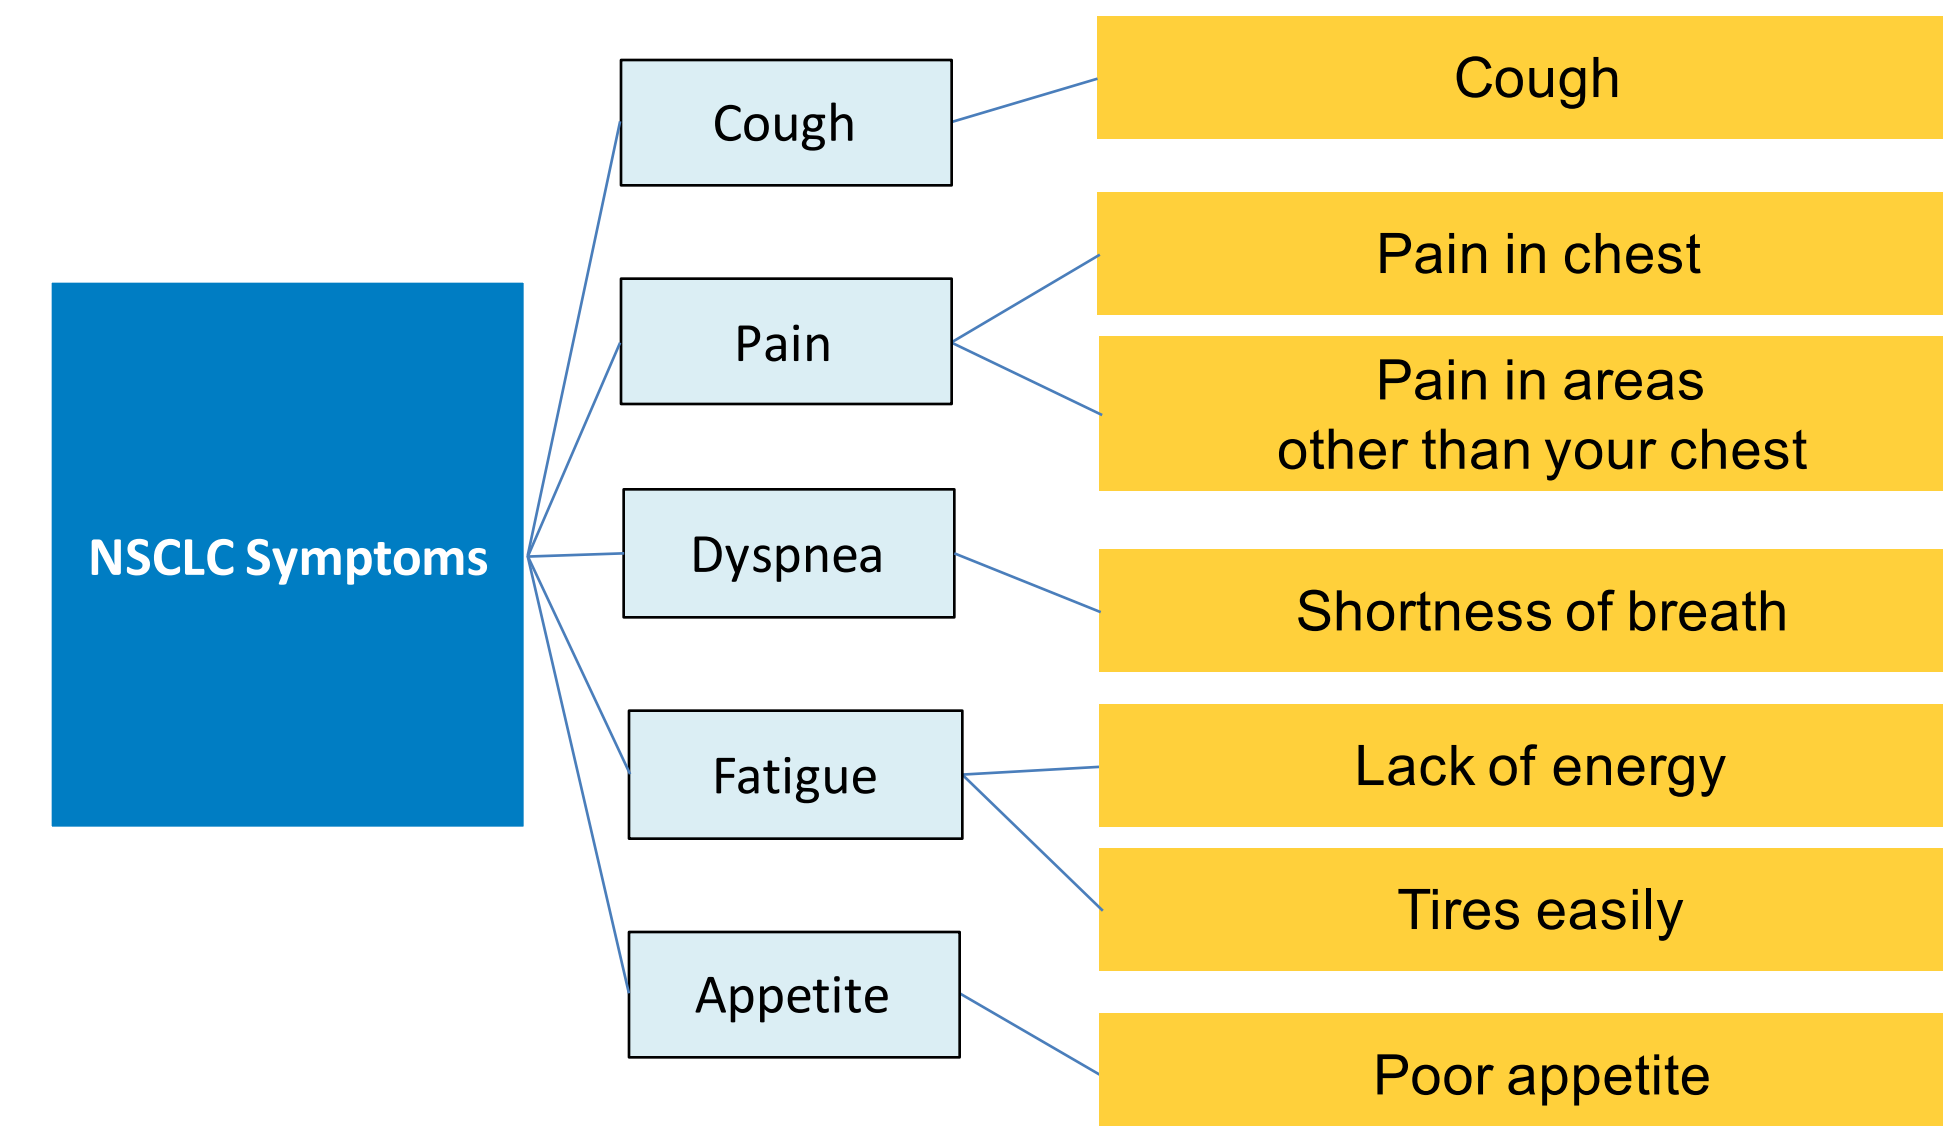 NSCLC Symptoms
Cough
Cough
Pain
Pain in chest
Pain in areas
other than your chest
Dyspnea
Shortness of breath
Fatigue
Lack of energy
Tires easily
Appetite
Poor appetite